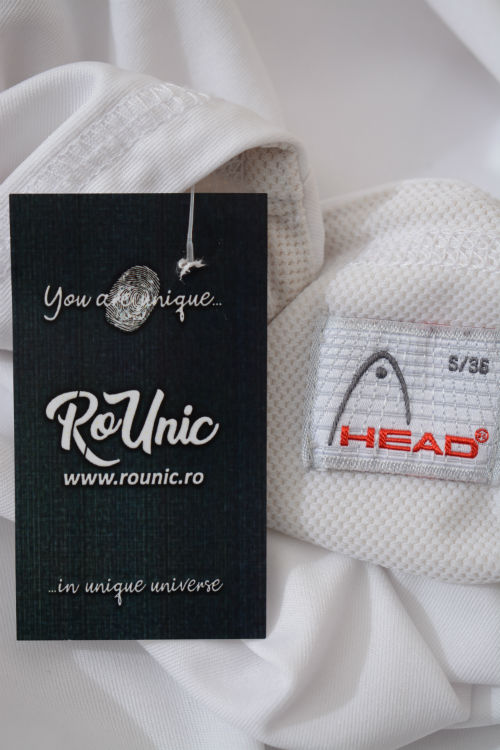 You are unique...
RoUnic
www.rounic.ro
...in unique universe
S/36
HEAD®